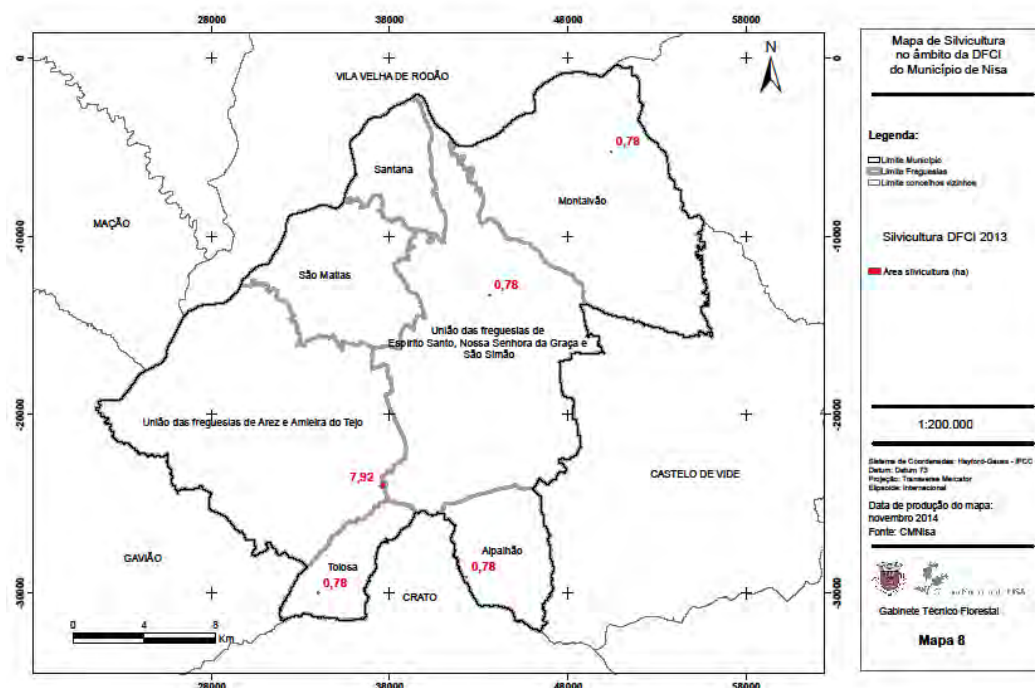 28000
38000
48000
58000
0
0
N
VILA VELHA DE RODÃO
0,78
Santana
Montalvão
MAÇÃO
-10000
-10000
São Matias
0,78
União das freguesias de
Espírito Santo, Nossa Senhora da Graça e
São Simão
-20000
-20000
União das freguesias de Arez e Amieira do Tejo
7,92
CASTELO DE VIDE
GAVIÃO
Alpalhão
Tolosa
0,78
0,78
CRATO
-30000
-30000
0 4 8
Km
28000
38000
48000
58000
Mapa de Silvicultura
no âmbito da DFCI
do Município de Nisa
Legenda:
Limite Município
Limite Freguesias
Limite concelhos vizinhos
Silvicultura DFCI 2013
Área silvicultura (ha)
1:200.000
Sistema de Coordenadas: Hayford-Gauss - IPCC
Datum: Datum 73
Projeção: Transverse Mercator
Elipsoide: Internacional
Data de produção do mapa:
novembro 2014
Fonte: CMNisa
NISA
Gabinete Técnico Florestal
Mapa 8